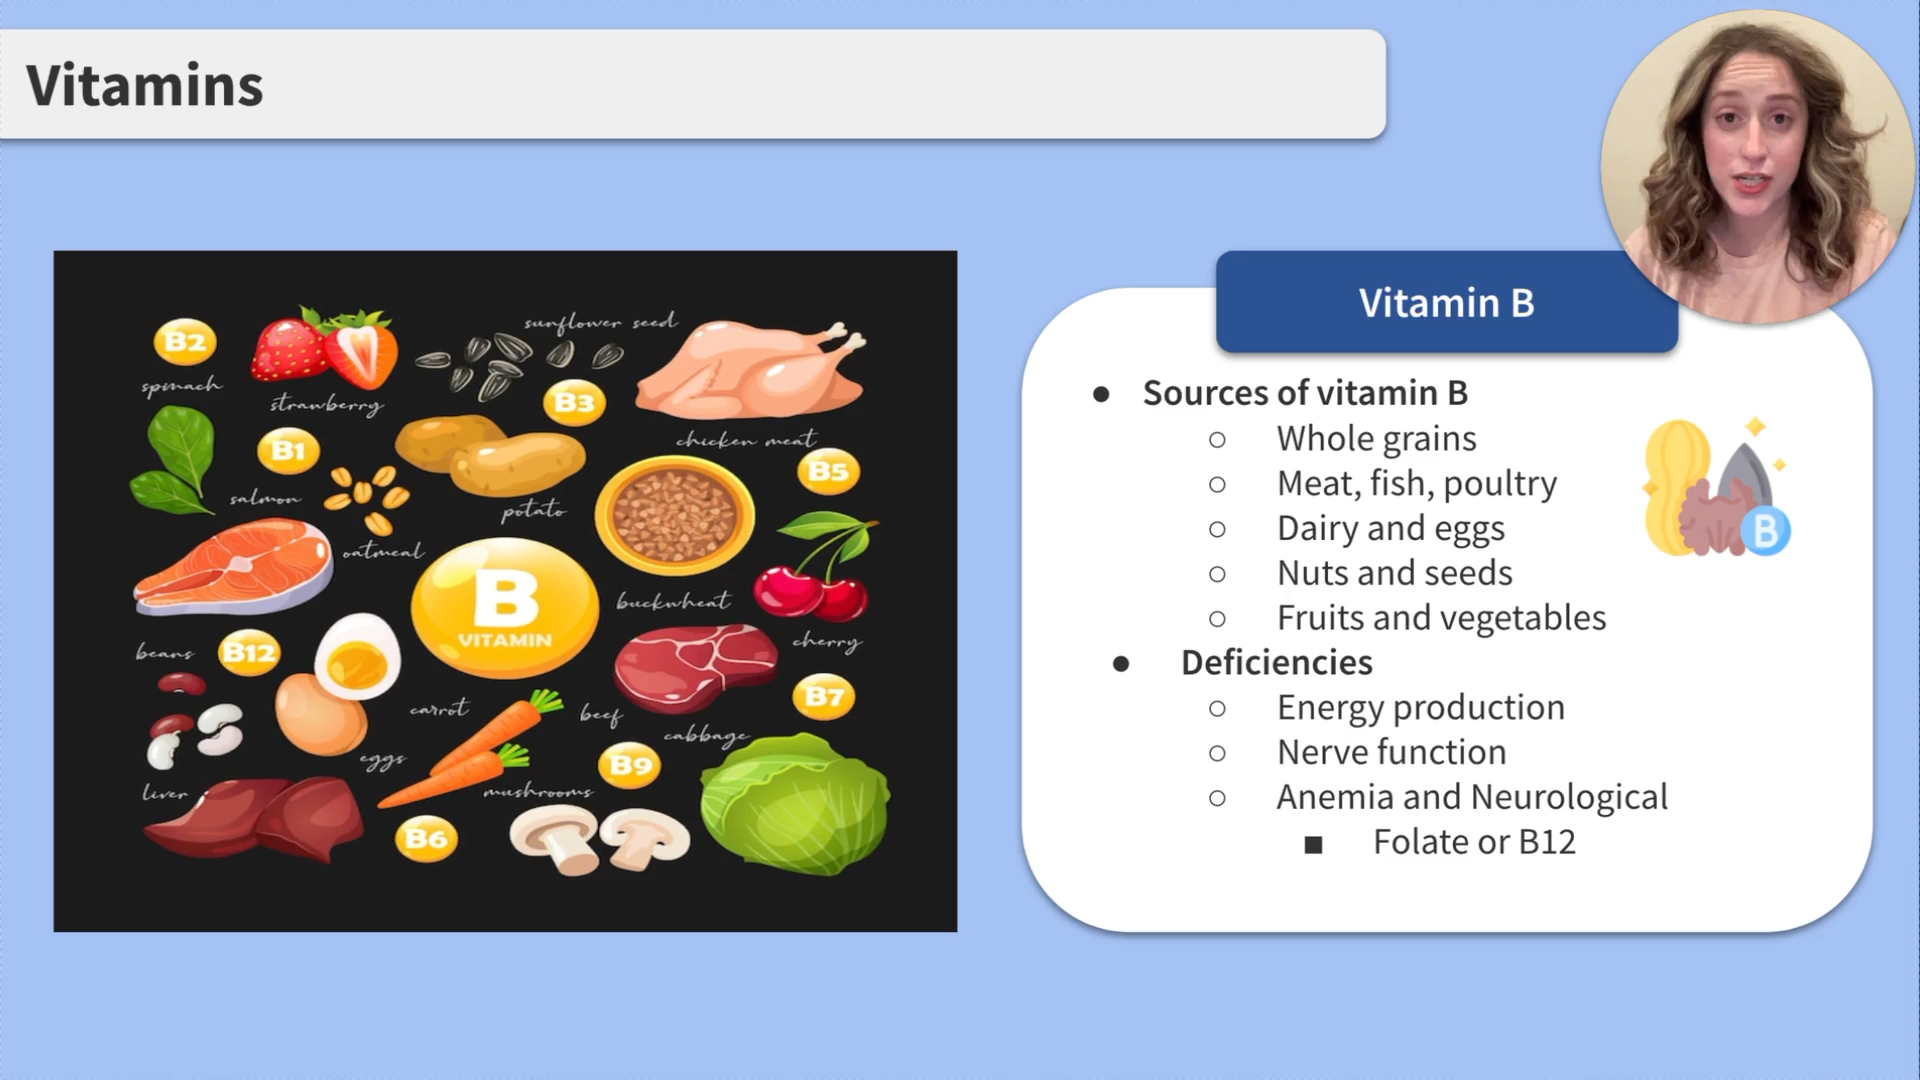 Vitamins
B2
spinach
strawberry
sunflower seed
B3
chicken meat
B1
salmon
oatmeal
potato
B5
B
VITAMIN
buckwheat
cherry
beans
B12
eggs
carrot
beef
B7
cabbage
liver
B6
mushrooms
B9
Vitamin B
● Sources of vitamin B
○ Whole grains
○ Meat, fish, poultry
○ Dairy and eggs
○ Nuts and seeds
○ Fruits and vegetables
B
● Deficiencies
○ Energy production
○ Nerve function
○ Anemia and Neurological
■ Folate or B12